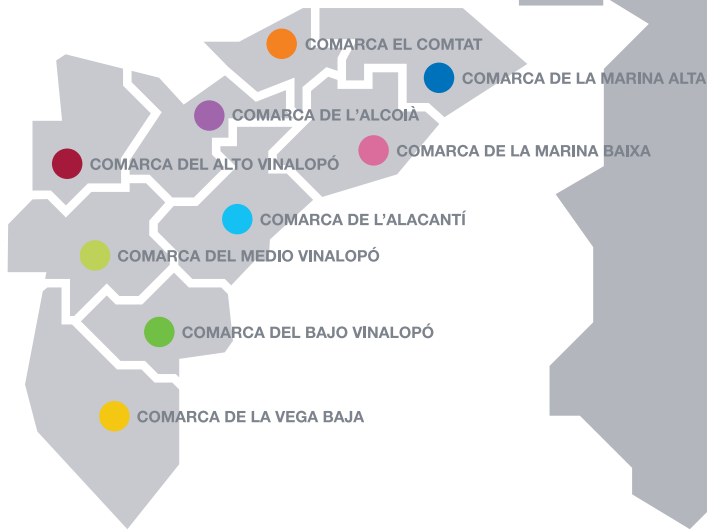 COMARCA EL COMTAT
COMARCA DE LA MARINA ALTA
COMARCA DE L'ALCOIÀ
COMARCA DE LA MARINA BAIXA
COMARCA DEL ALTO VINALOPÓ
COMARCA DE L'ALACANTÍ
COMARCA DEL MEDIO VINALOPÓ
COMARCA DEL BAJO VINALOPÓ
COMARCA DE LA VEGA BAJA